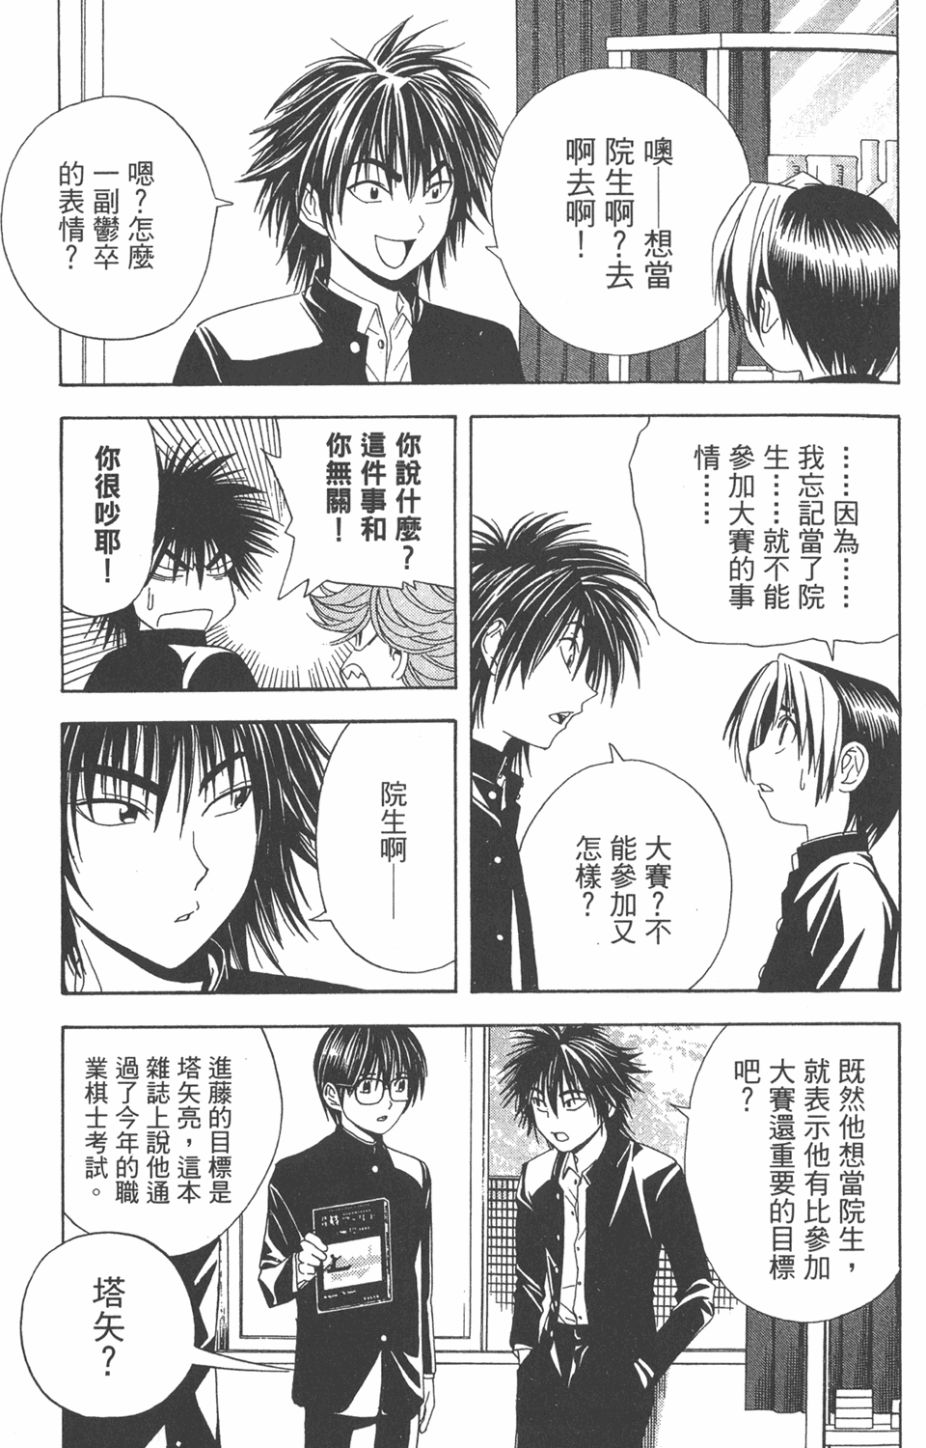 噢——想當
院生啊？去
啊去啊！
嗯？怎麼
一副鬱卒
的表情？
……因為……
我忘記當了院
生……就不能
參加大賽的事
情……
大賽？不
能參加又
怎樣？
你說什麼？
這件事和
你無關！
你很吵耶！
院生啊——
既然他想當院生，
就表示他有比參加
大賽還重要的目標
吧？
進藤的目標是
塔矢亮，這本
雜誌上說他通
過了今年的職
業棋士考試。
塔矢？